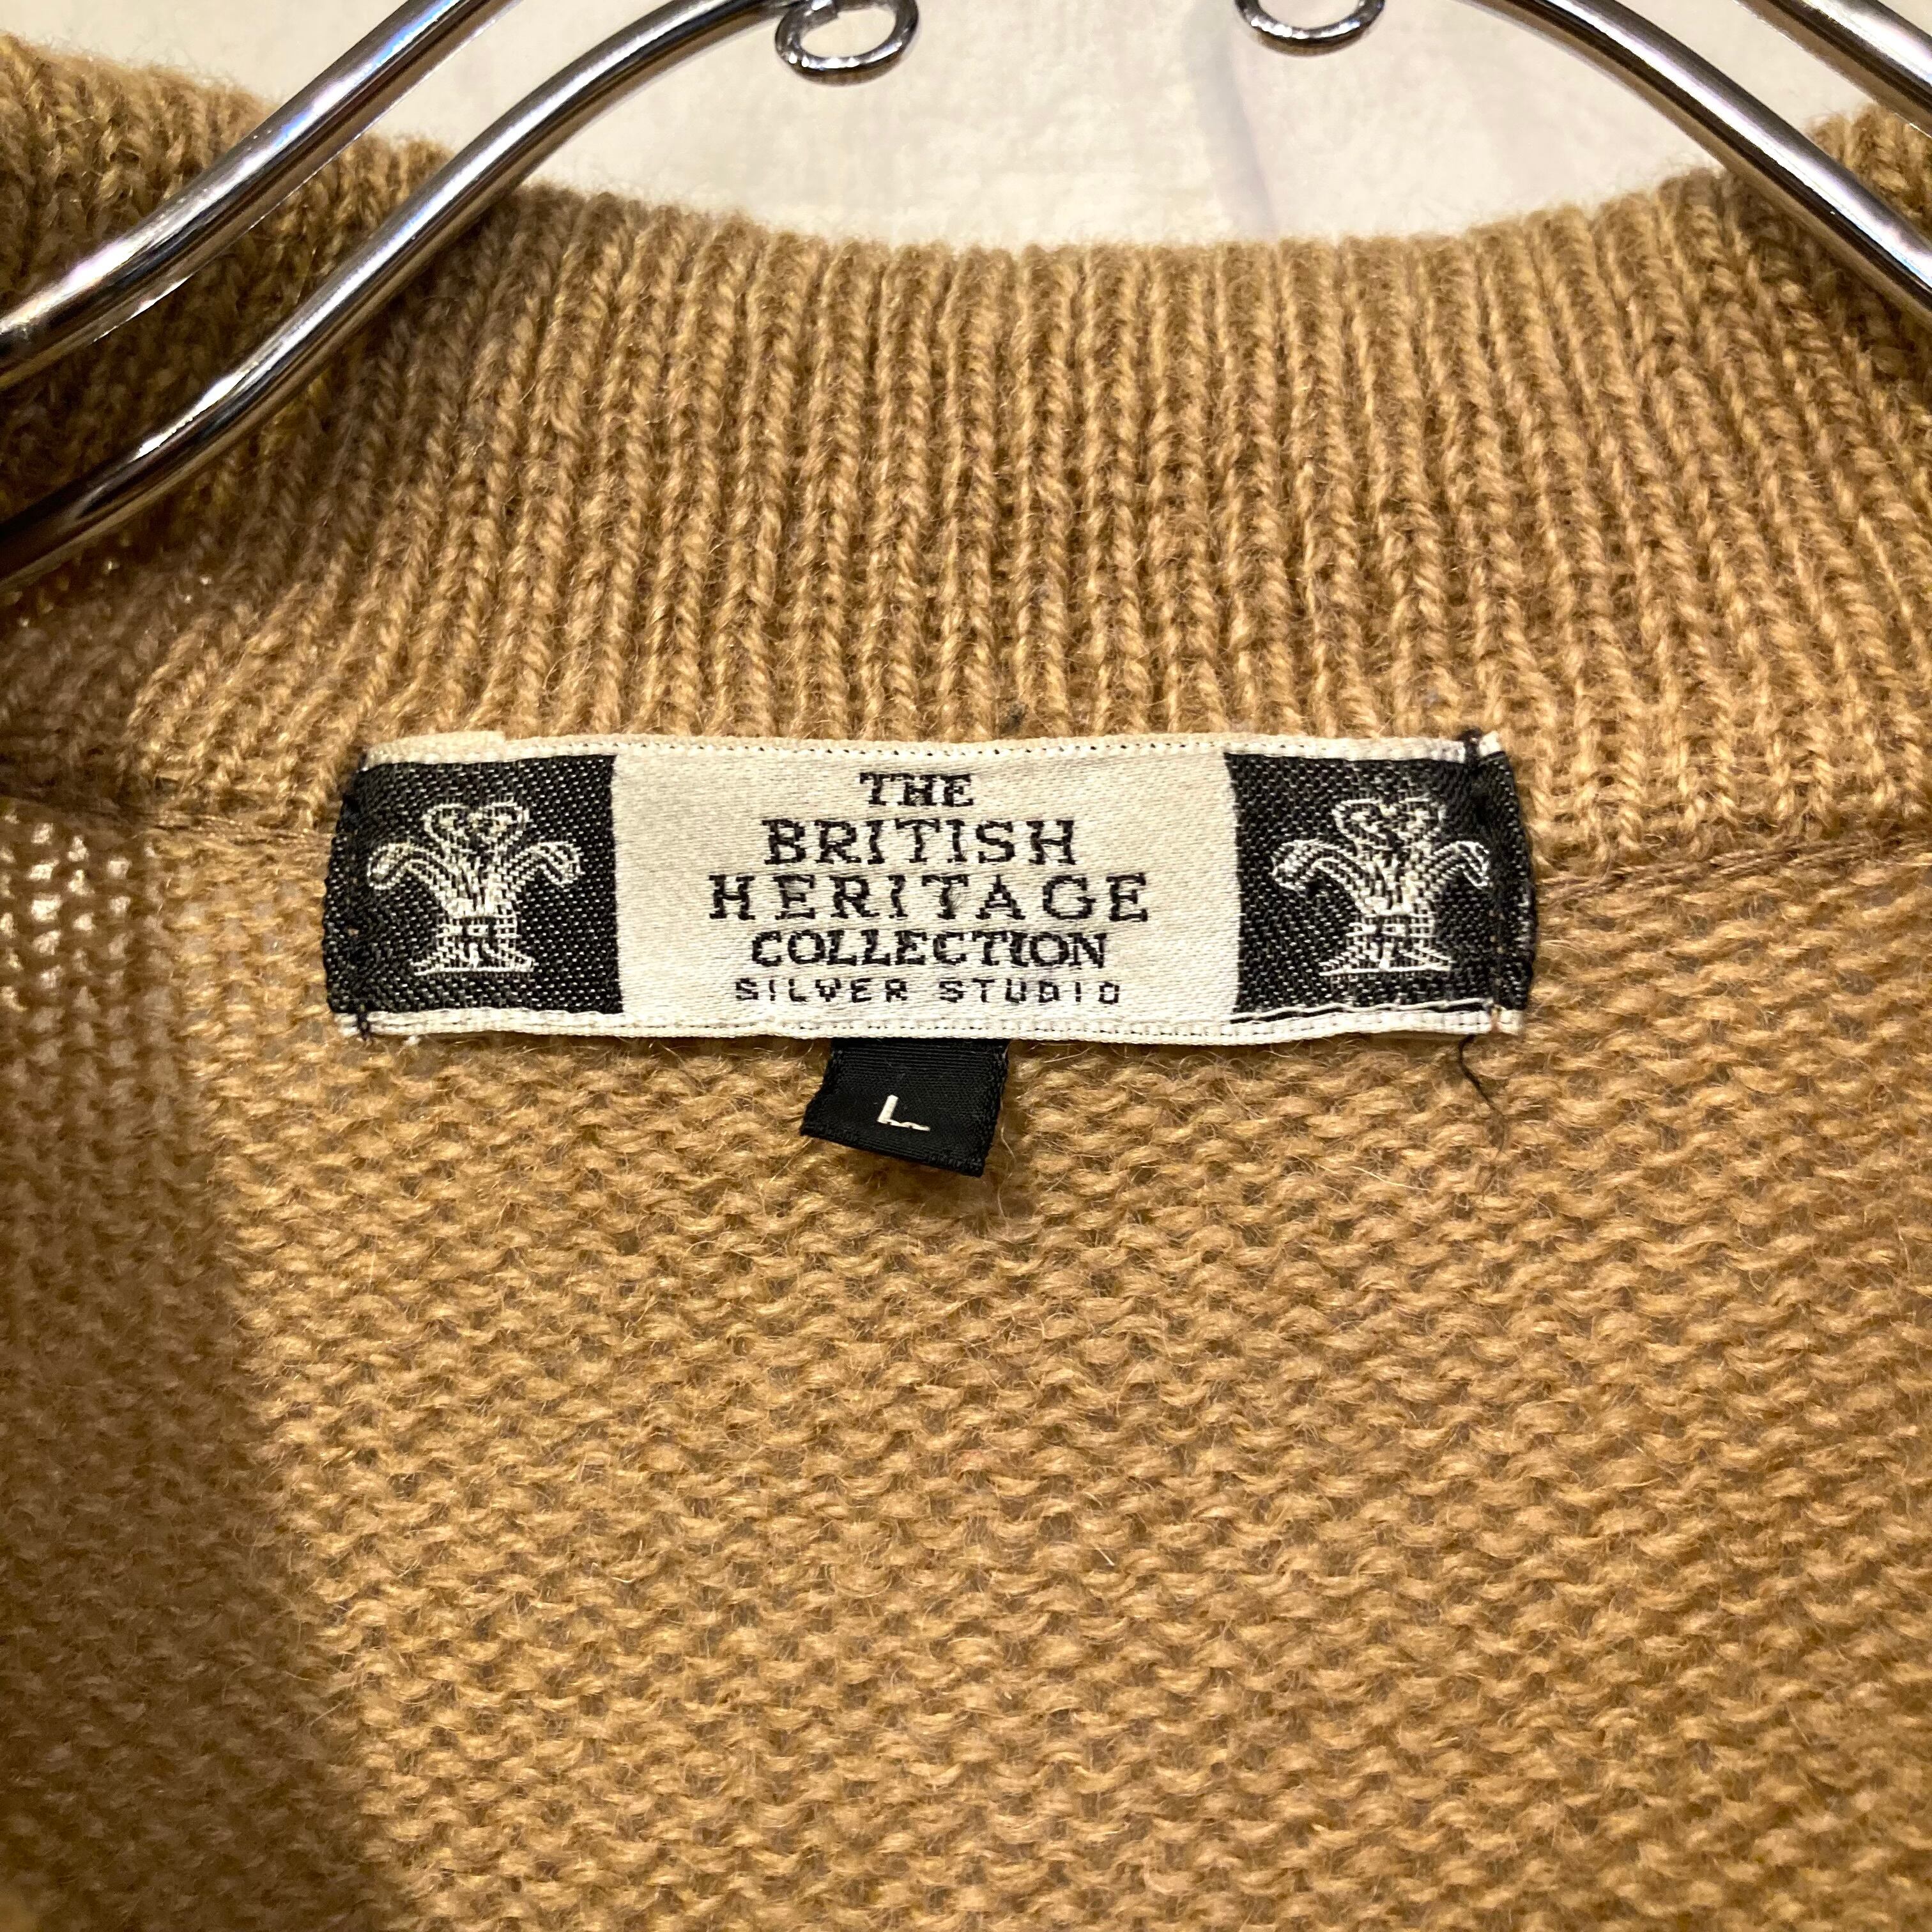 THE
BRITISH
HERITAGE
COLLECTION
SILVER STUDIO
L